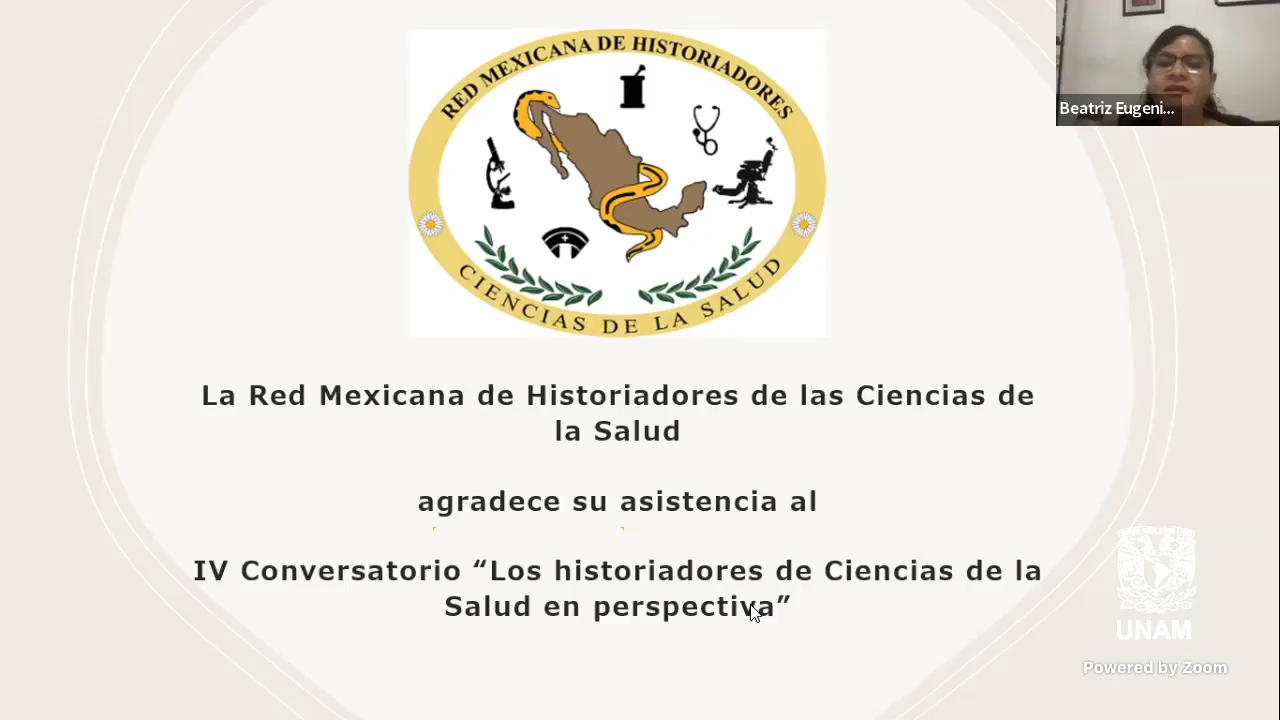 RED MEXICANA DE HISTORIADORES
CIENCIAS DE LA SALUD
Beatriz Eugeni...
La Red Mexicana de Historiadores de las Ciencias de
la Salud
agradece su asistencia al
IV Conversatorio “Los historiadores de Ciencias de la
Salud en perspectiva”
UNAM
Powered by Zoom